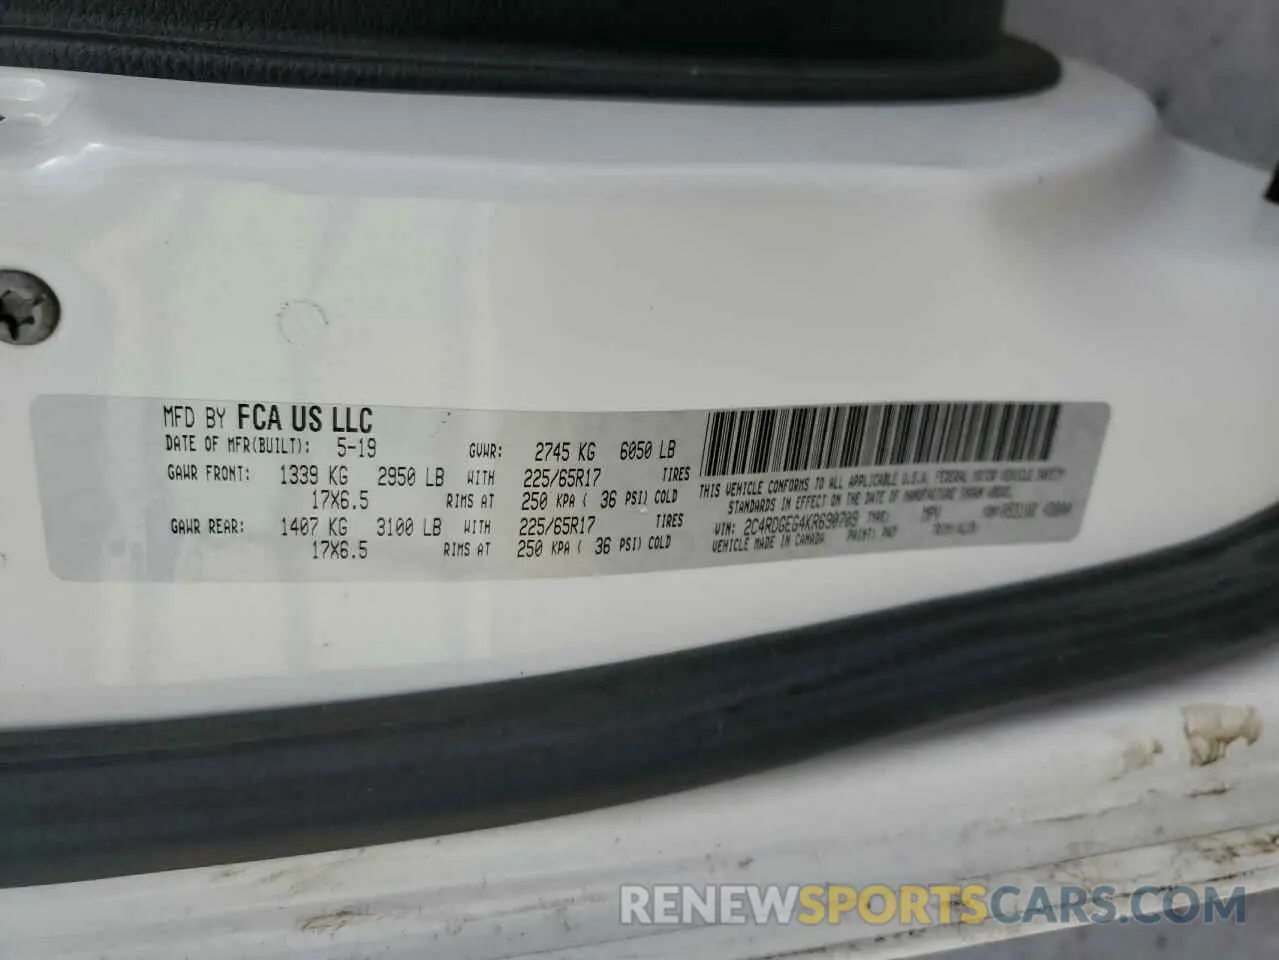 MFD BY FCA US LLC
DATE OF MFR(BUILT): 5-19 GVWR: 2745 KG 6050 LB
GAWR FRONT: 1339 KG 2950 LB WITH 225/65R17 TIRES
17X6.5 RIMS AT 250 KPA ( 36 PSI) COLD
GAWR REAR: 1407 KG 3100 LB WITH 225/65R17 TIRES
17X6.5 RIMS AT 250 KPA ( 36 PSI) COLD
THIS VEHICLE CONFORMS TO ALL APPLICABLE U.S.A. FEDERAL MOTOR VEHICLE SAFETY
STANDARDS IN EFFECT ON THE DATE OF MANUFACTURE SHOWN ABOVE.
VIN: 2C4RDGEG4KR690709 TYPE: MPV
VEHICLE MADE IN CANADA PAINT: PW7
RENEWSPORTSCARS.COM